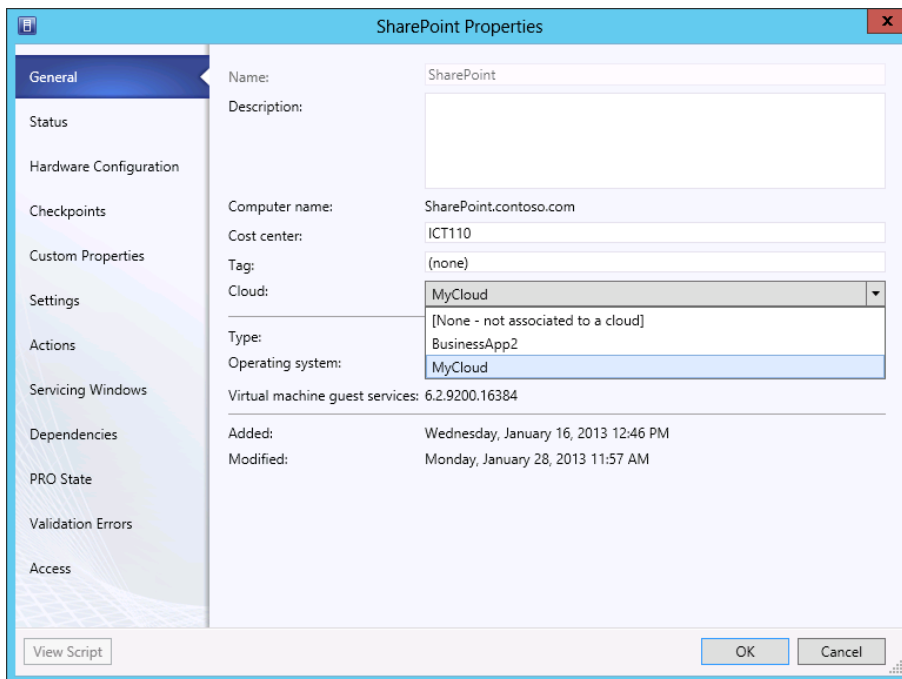 SharePoint Properties
x
General
Status
Hardware Configuration
Checkpoints
Custom Properties
Settings
Actions
Servicing Windows
Dependencies
PRO State
Validation Errors
Access
Name: SharePoint
Description:
Computer name: SharePoint.contoso.com
Cost center: ICT110
Tag: (none)
Cloud: MyCloud
[None - not associated to a cloud]
BusinessApp2
MyCloud
Type:
Operating system:
Virtual machine guest services: 6.2.9200.16384
Added: Wednesday, January 16, 2013 12:46 PM
Modified: Monday, January 28, 2013 11:57 AM
View Script
OK
Cancel